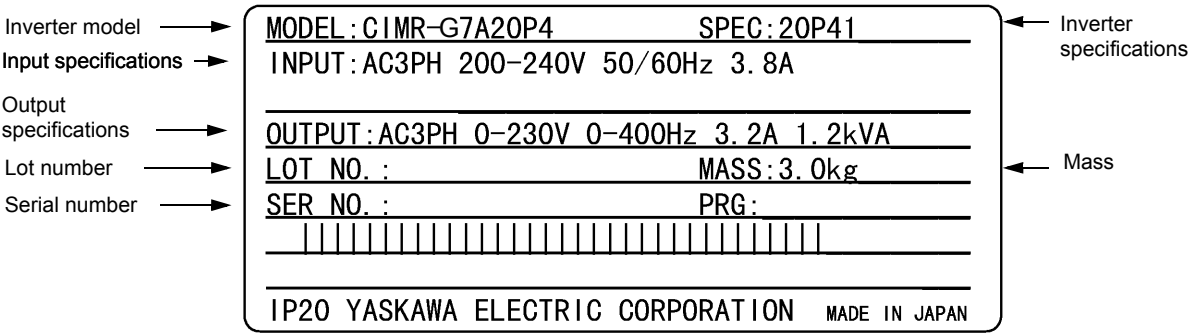 Inverter model MODEL:CIMR-G7A20P4 SPEC:20P41 Inverter specifications
Input specifications INPUT:AC3PH 200-240V 50/60Hz 3.8A
Output specifications OUTPUT:AC3PH 0-230V 0-400Hz 3.2A 1.2kVA
Lot number LOT NO.: MASS:3.0kg Mass
Serial number SER NO.: PRG:
IP20 YASKAWA ELECTRIC CORPORATION MADE IN JAPAN